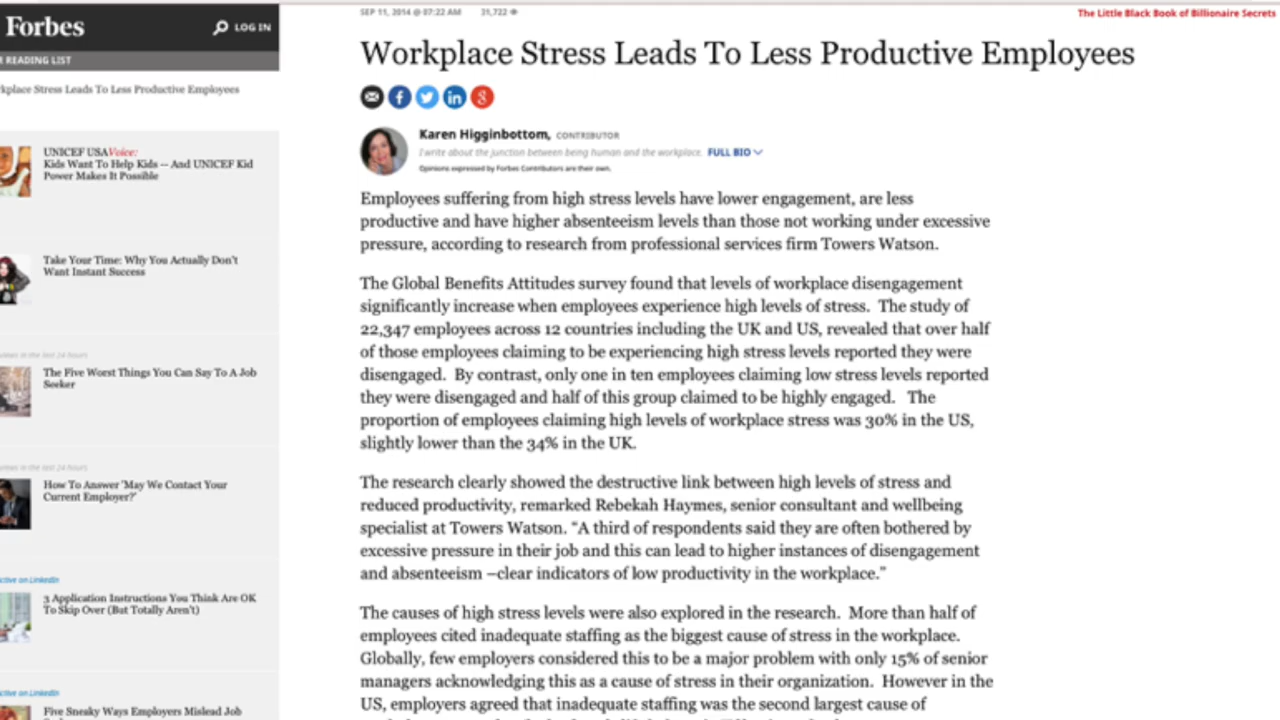 Forbes
LOG IN
READING LIST
Stress Leads To Less Productive Employees
UNICEF USAVoice:
Kids Want To Help Kids -- And UNICEF Kid
Power Makes It Possible
Take Your Time: Why You Actually Don't
Want Instant Success
in the last 24 hours
The Five Worst Things You Can Say To A Job
Seeker
in the last 24 hours
How To Answer 'May We Contact Your
Current Employer?'
on LinkedIn
3 Application Instructions You Think Are OK
To Skip Over (But Totally Aren't)
on LinkedIn
Five Sneaky Ways Employers Mislead Job
SEP 11, 2014 @ 07:22 AM 31,722
The Little Black Book of Billionaire Secrets
Workplace Stress Leads To Less Productive Employees
Karen Higginbottom, CONTRIBUTOR
I write about the junction between being human and the workplace. FULL BIO
Opinions expressed by Forbes Contributors are their own.
Employees suffering from high stress levels have lower engagement, are less
productive and have higher absenteeism levels than those not working under excessive
pressure, according to research from professional services firm Towers Watson.
The Global Benefits Attitudes survey found that levels of workplace disengagement
significantly increase when employees experience high levels of stress. The study of
22,347 employees across 12 countries including the UK and US, revealed that over half
of those employees claiming to be experiencing high stress levels reported they were
disengaged. By contrast, only one in ten employees claiming low stress levels reported
they were disengaged and half of this group claimed to be highly engaged. The
proportion of employees claiming high levels of workplace stress was 30% in the US,
slightly lower than the 34% in the UK.
The research clearly showed the destructive link between high levels of stress and
reduced productivity, remarked Rebekah Haymes, senior consultant and wellbeing
specialist at Towers Watson. “A third of respondents said they are often bothered by
excessive pressure in their job and this can lead to higher instances of disengagement
and absenteeism –clear indicators of low productivity in the workplace.”
The causes of high stress levels were also explored in the research. More than half of
employees cited inadequate staffing as the biggest cause of stress in the workplace.
Globally, few employers considered this to be a major problem with only 15% of senior
managers acknowledging this as a cause of stress in their organization. However in the
US, employers agreed that inadequate staffing was the second largest cause of